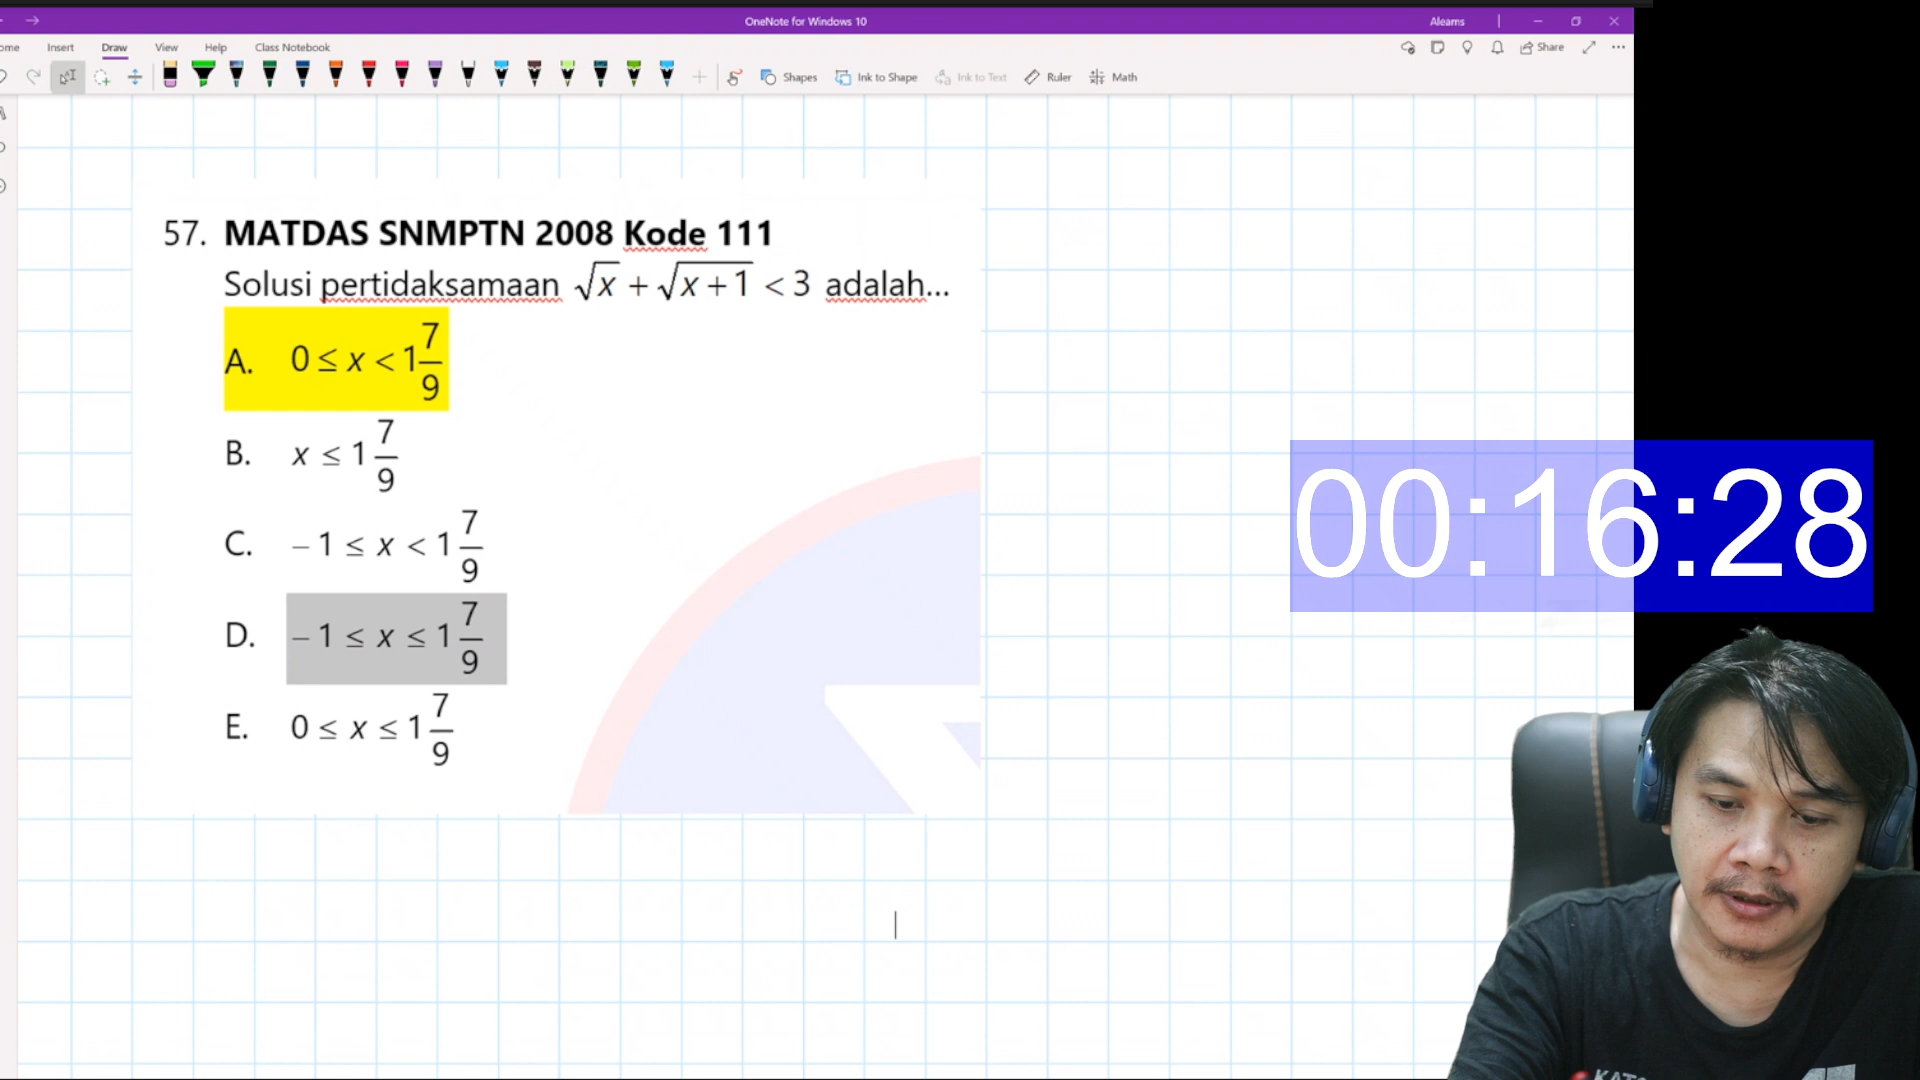 OneNote for Windows 10
Aleams
ome Insert Draw View Help Class Notebook
Share
Shapes Ink to Shape Ink to Text Ruler Math
57. MATDAS SNMPTN 2008 Kode 111
Solusi pertidaksamaan √x + √(x+1) < 3 adalah...
A. 0 ≤ x < 1 7/9
B. x ≤ 1 7/9
C. – 1 ≤ x < 1 7/9
D. – 1 ≤ x ≤ 1 7/9
E. 0 ≤ x ≤ 1 7/9
00:16:28